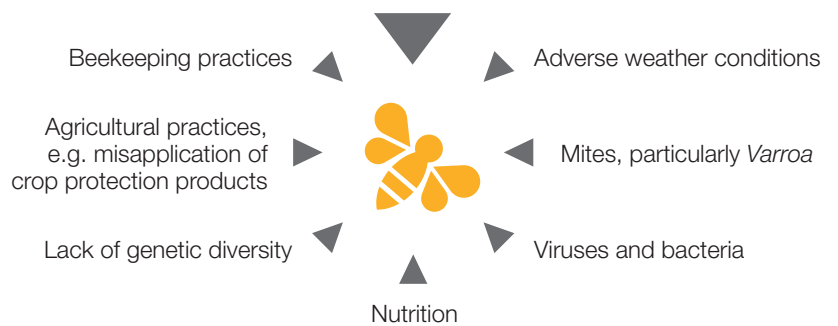 Beekeeping practices
Adverse weather conditions
Agricultural practices,
e.g. misapplication of
crop protection products
Mites, particularly Varroa
Lack of genetic diversity
Viruses and bacteria
Nutrition